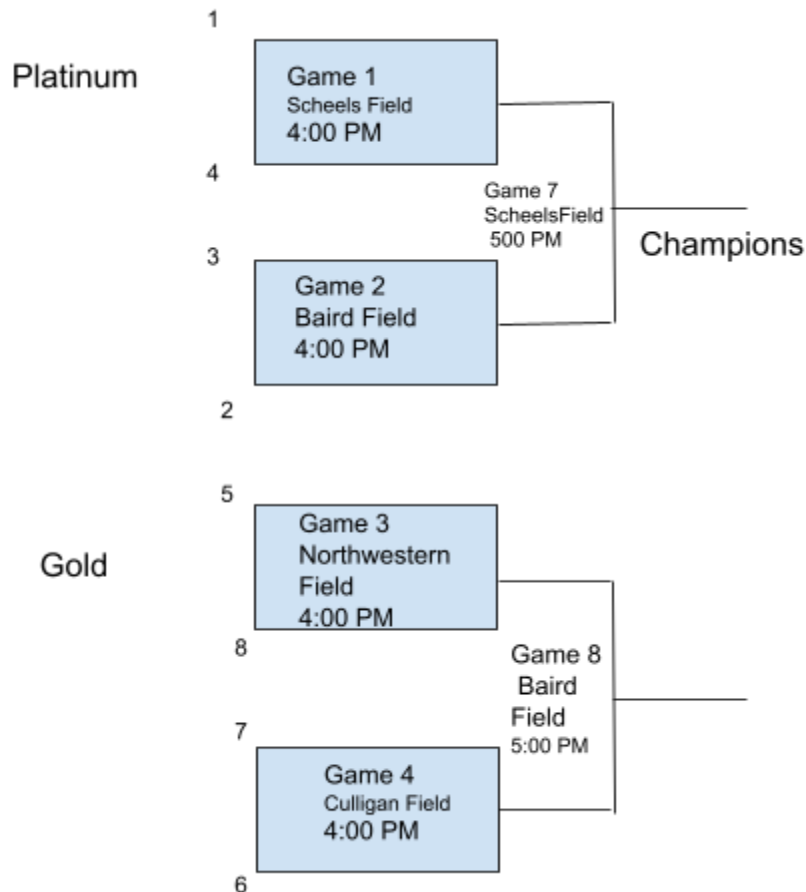 1
Platinum
Game 1
Scheels Field
4:00 PM
4
Game 7
ScheelsField
500 PM
Champions
3
Game 2
Baird Field
4:00 PM
2
5
Gold
Game 3
Northwestern
Field
4:00 PM
8
Game 8
Baird
Field
5:00 PM
7
Game 4
Culligan Field
4:00 PM
6